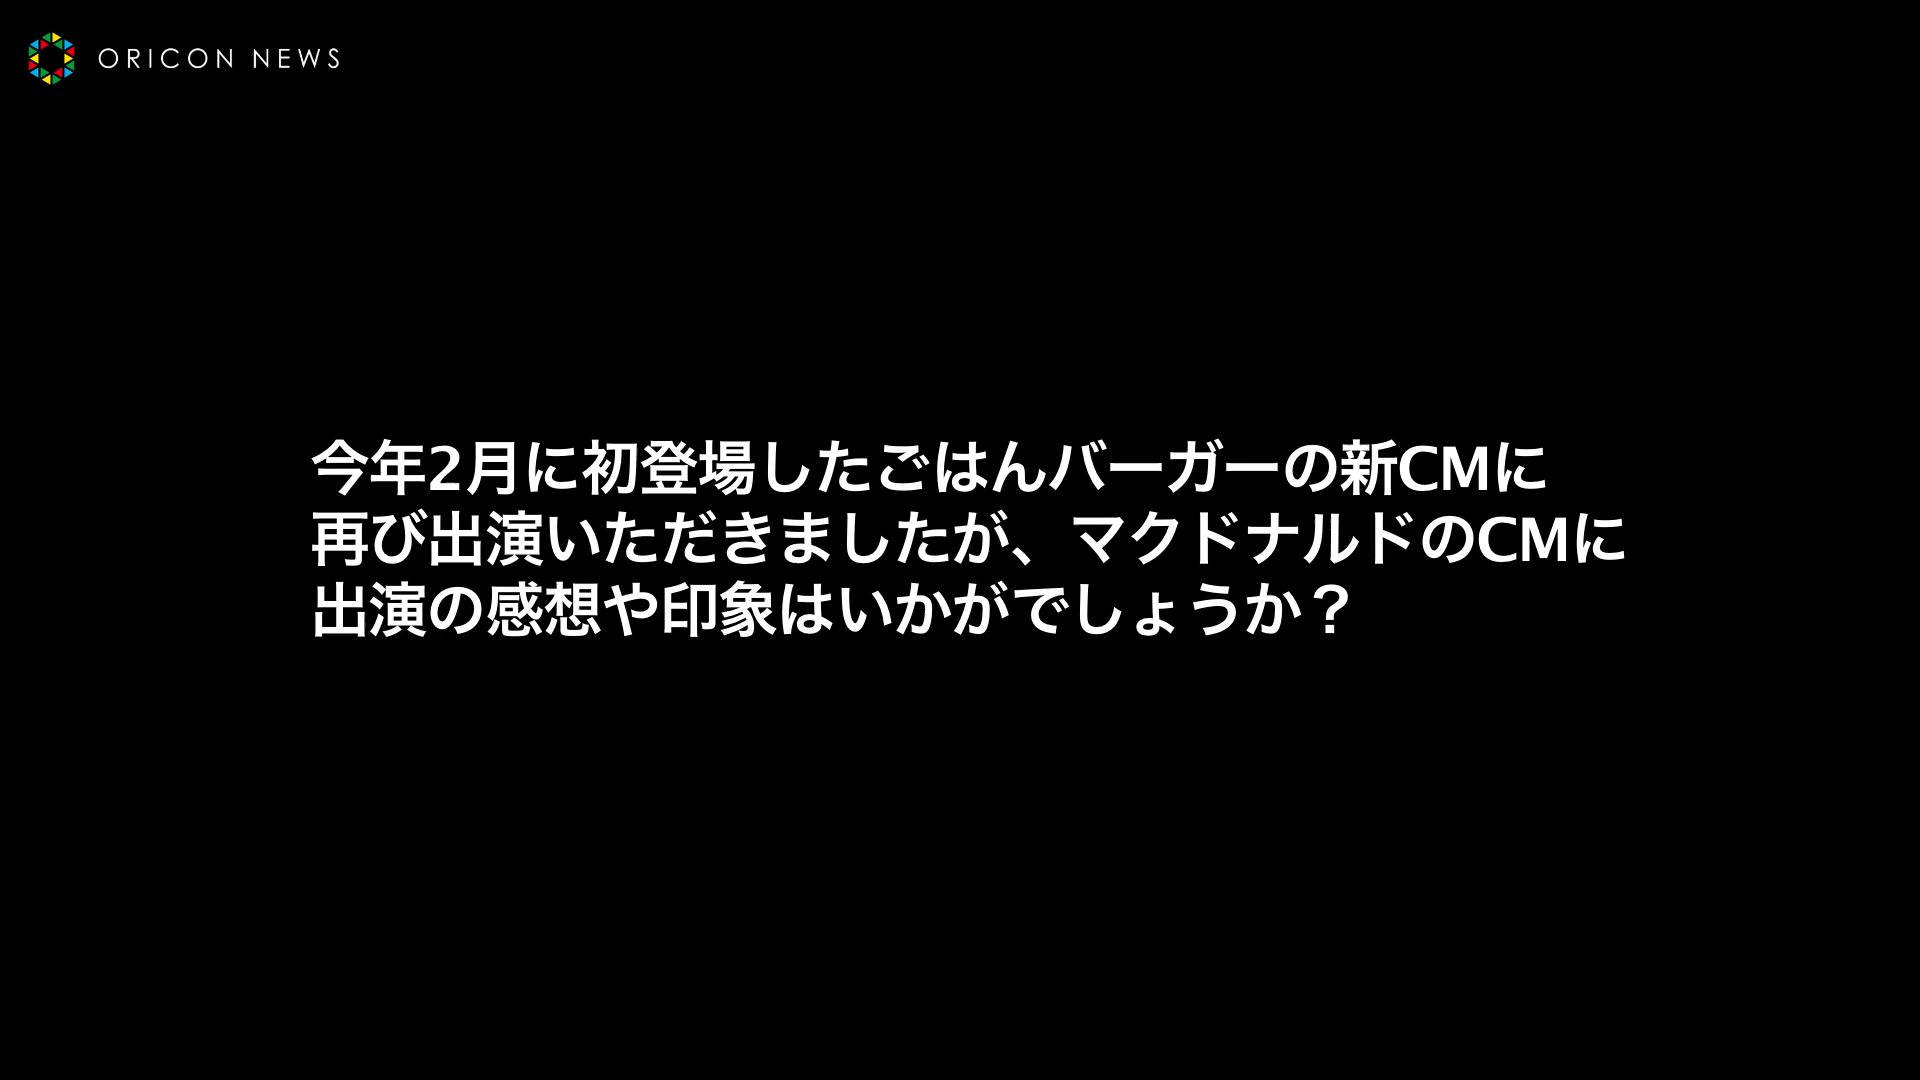 ORICON NEWS
今年2月に初登場したごはんバーガーの新CMに
再び出演いただきましたが、マクドナルドのCMに
出演の感想や印象はいかがでしょうか？